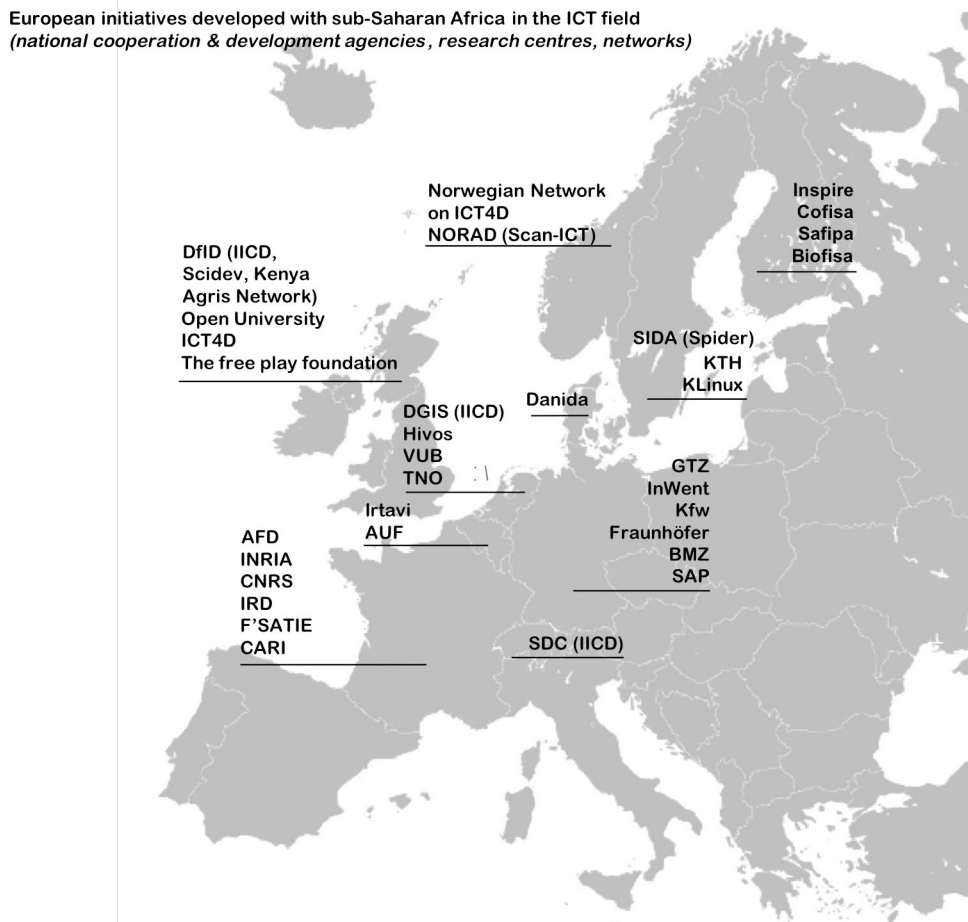 European initiatives developed with sub-Saharan Africa in the ICT field
(national cooperation & development agencies, research centres, networks)
Norwegian Network
on ICT4D
NORAD (Scan-ICT)
Inspire
Cofisa
Safipa
Biofisa
DfID (IICD,
Scidev, Kenya
Agris Network)
Open University
ICT4D
The free play foundation
SIDA (Spider)
KTH
KLinux
Danida
DGIS (IICD)
Hivos
VUB
TNO
GTZ
InWent
Kfw
Fraunhöfer
BMZ
SAP
Irtavi
AUF
AFD
INRIA
CNRS
IRD
F'SATIE
CARI
SDC (IICD)